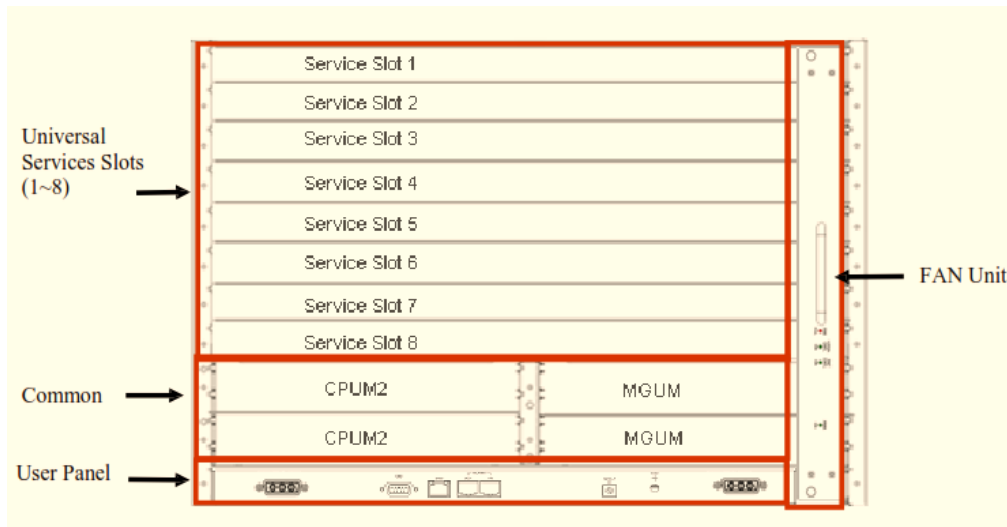 Service Slot 1
Service Slot 2
Universal
Services Slots
(1~8)
Service Slot 3
Service Slot 4
Service Slot 5
Service Slot 6
FAN Unit
Service Slot 7
Service Slot 8
Common
CPUM2
MGUM
CPUM2
MGUM
User Panel